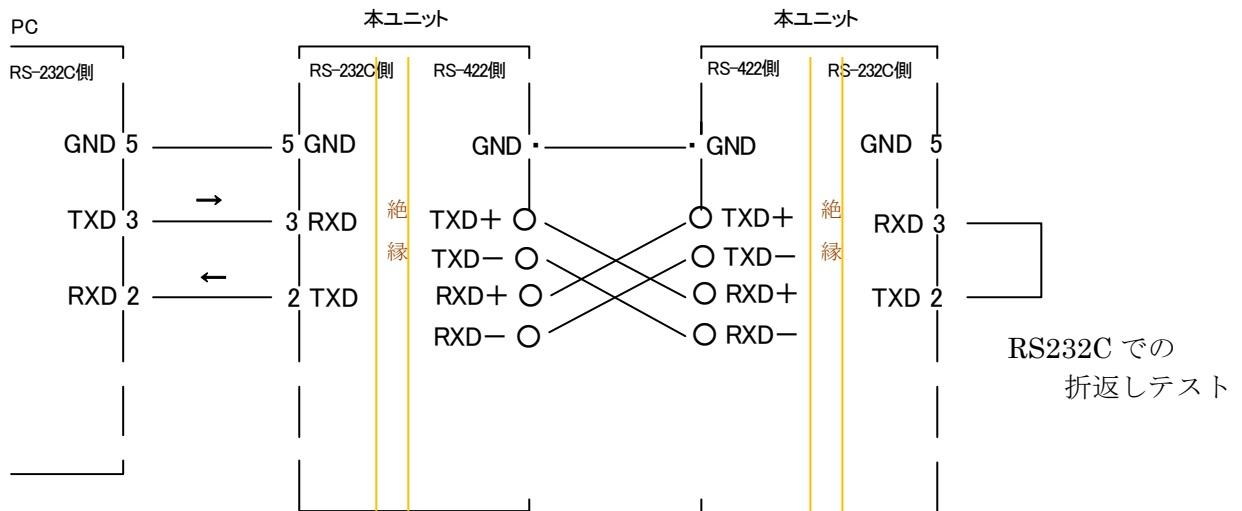 PC
本ユニット
本ユニット
RS-232C側
RS-232C側
RS-422側
RS-422側
RS-232C側
GND 5
5 GND
GND
GND
GND 5
→
TXD 3
3 RXD
絶
縁
TXD+
TXD+
絶
縁
RXD 3
TXD−
TXD−
←
RXD 2
2 TXD
RXD+
RXD+
TXD 2
RXD−
RXD−
RS232C での
折返しテスト